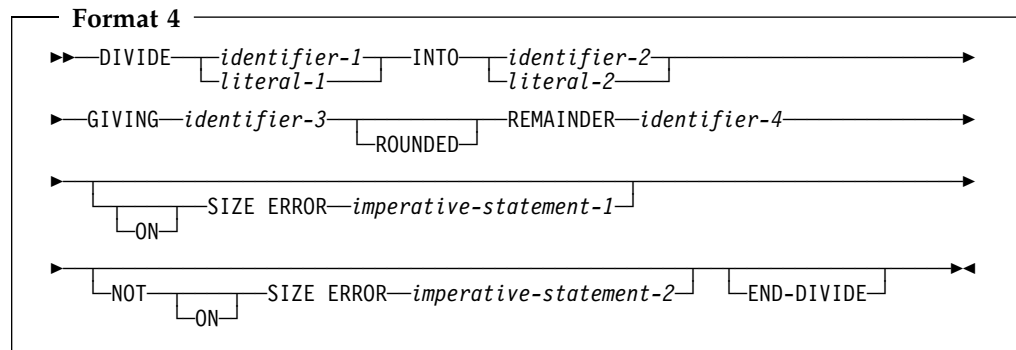 Format 4
DIVIDE identifier-1 INTO identifier-2
literal-1 literal-2
GIVING identifier-3 REMAINDER identifier-4
ROUNDED
SIZE ERROR imperative-statement-1
ON
NOT SIZE ERROR imperative-statement-2 END-DIVIDE
ON